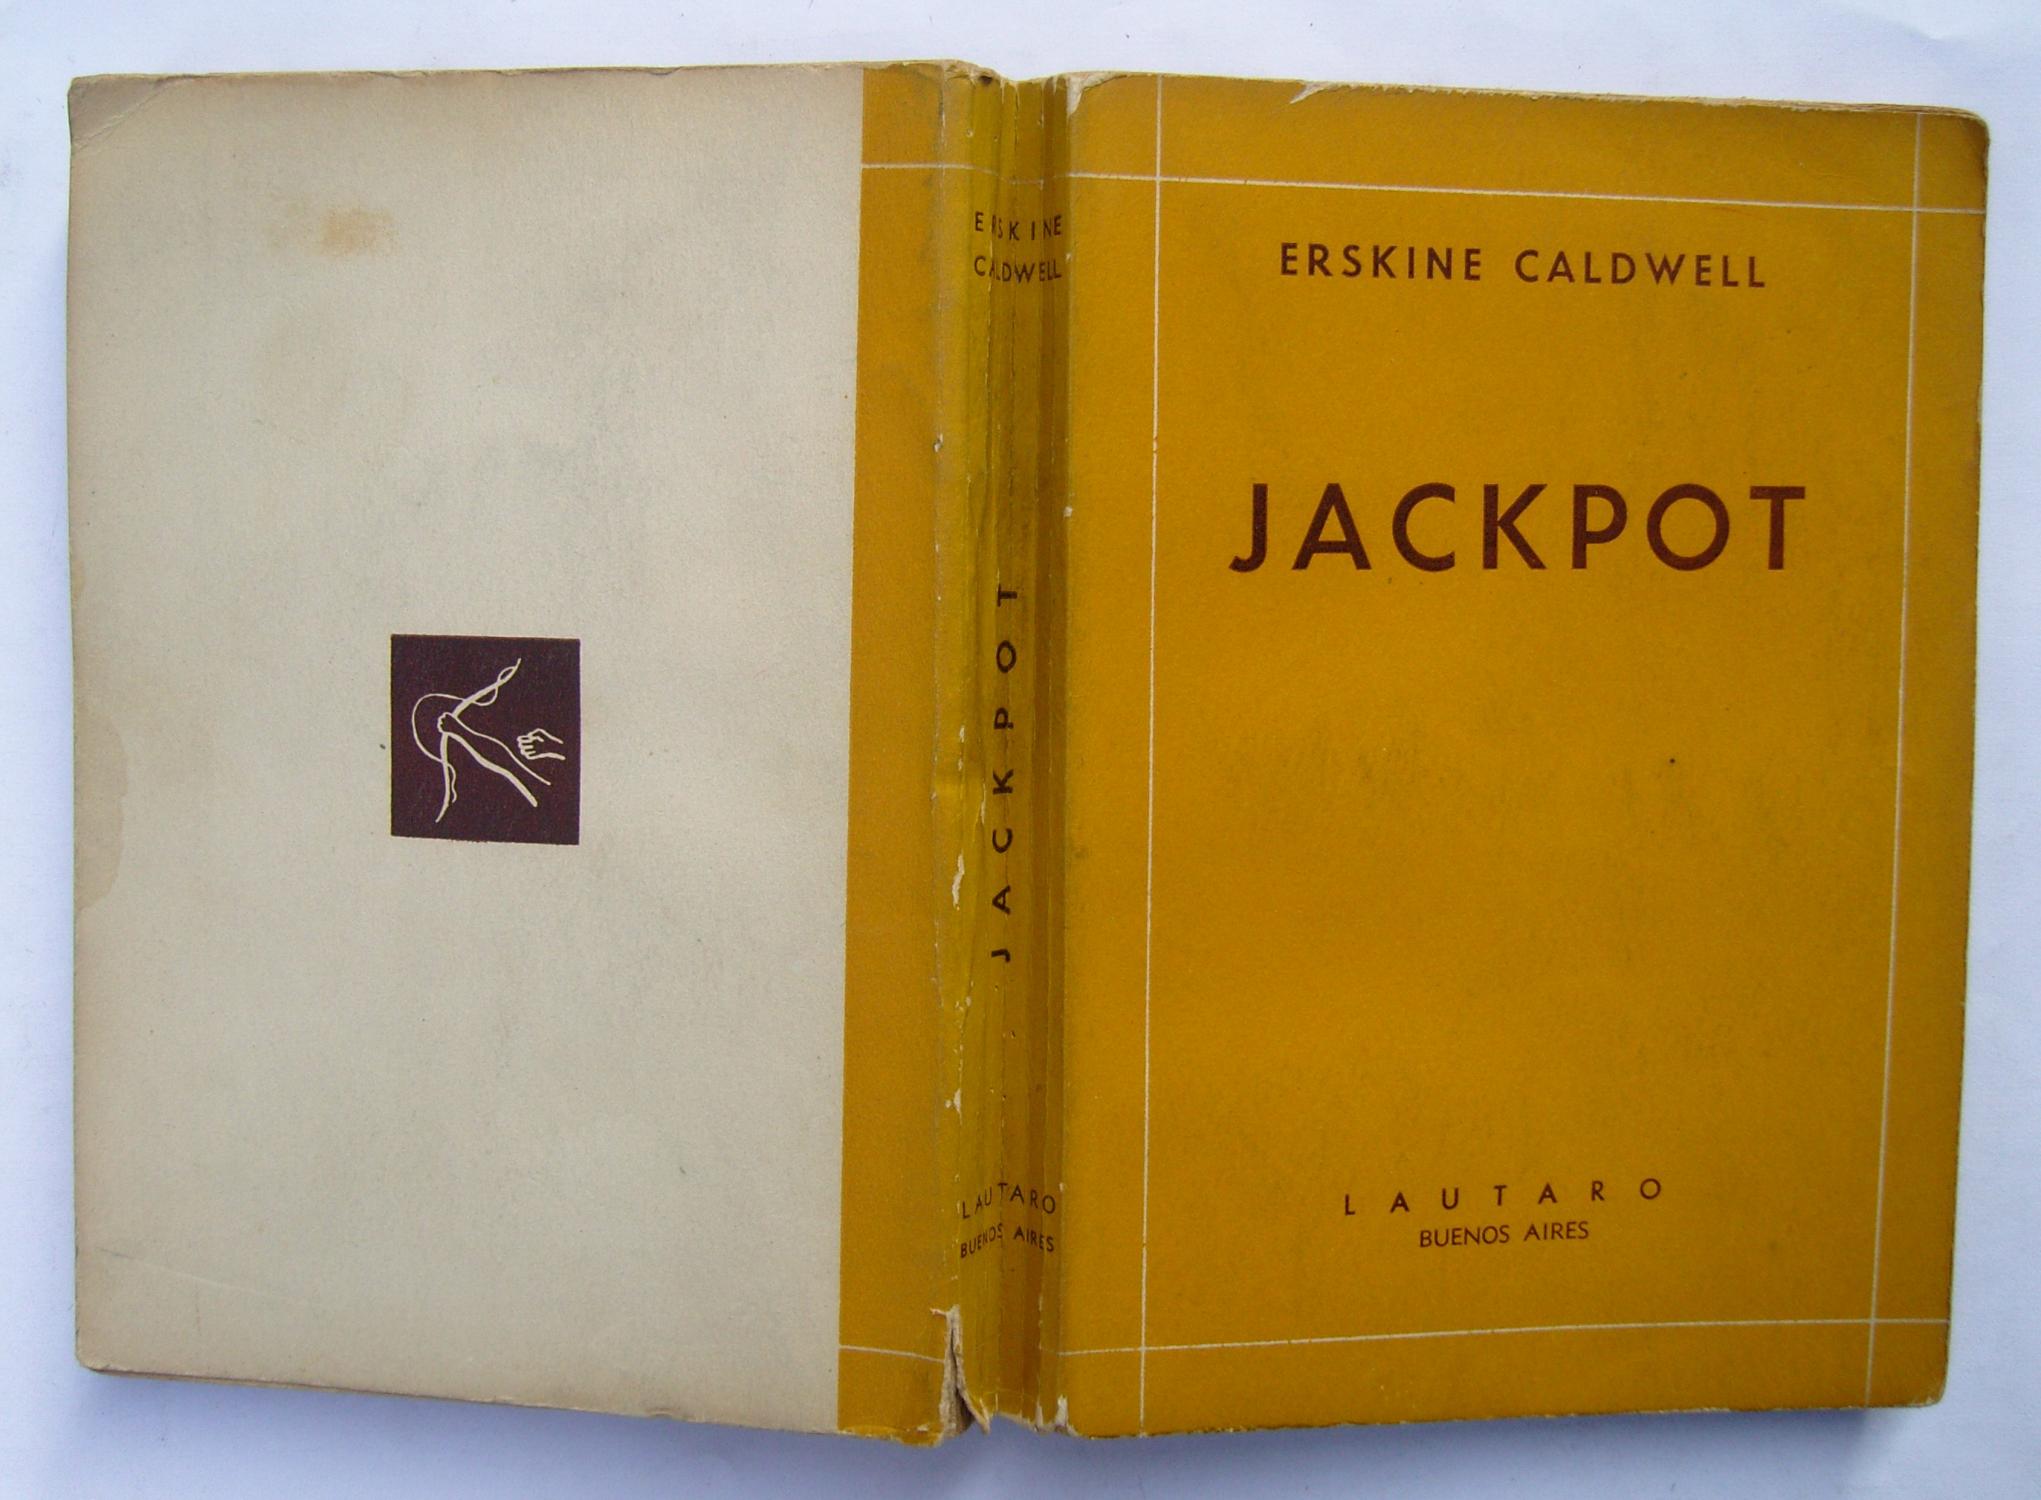 ERSKINE
CALDWELL
JACKPOT
LAUTARO
BUENOS AIRES
ERSKINE CALDWELL
JACKPOT
LAUTARO
BUENOS AIRES